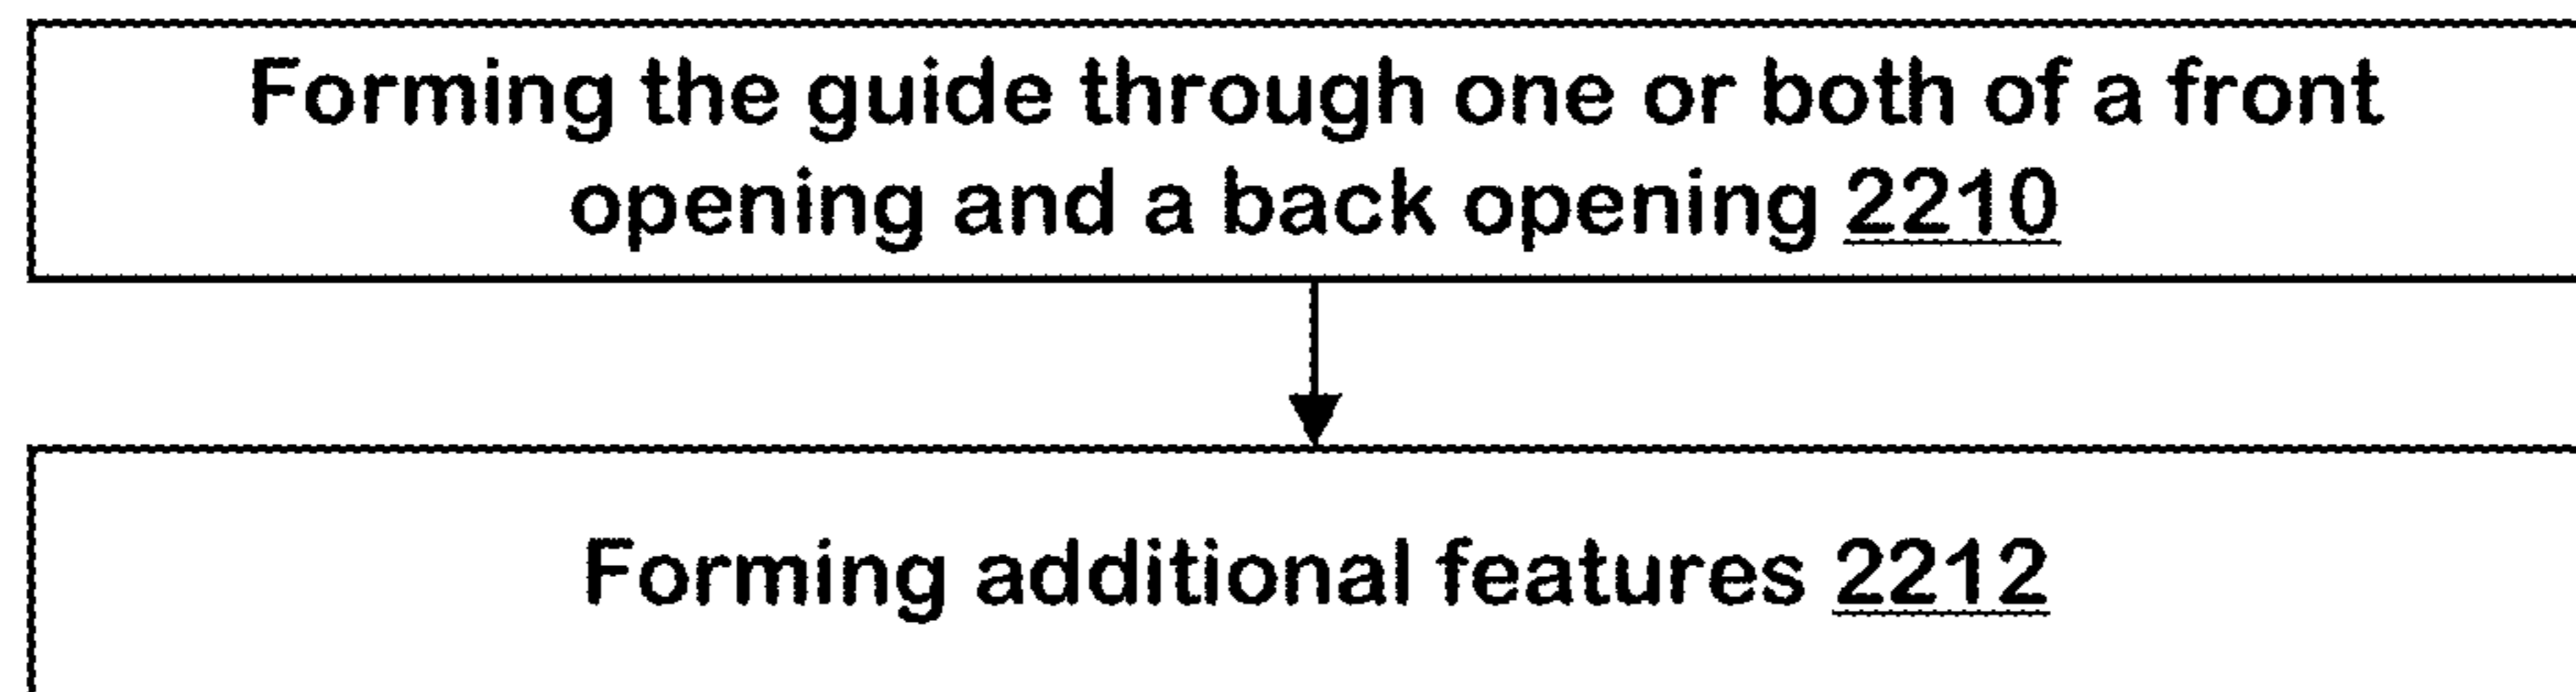 Forming the guide through one or both of a front
opening and a back opening 2210
Forming additional features 2212